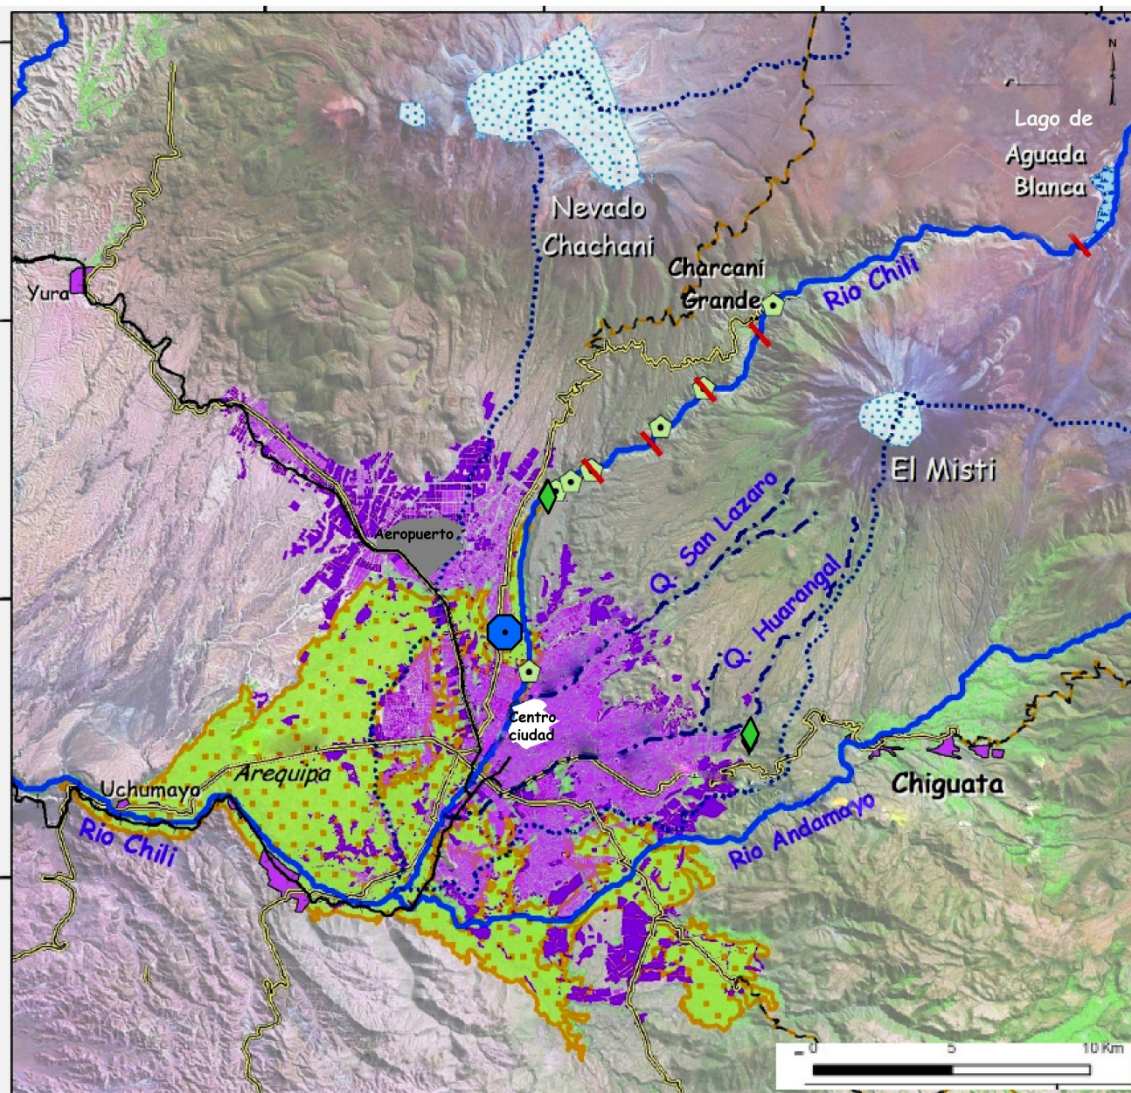 N
Lago de
Aguada
Blanca
Nevado
Chachani
Charcani
Grande
Rio Chili
Yura
El Misti
Q. San Lazaro
Aeropuerto
Q. Huarangal
Centro
ciudad
Arequipa
Uchumayo
Chiguata
Rio Andamayo
Rio Chili
0 5 10 Km